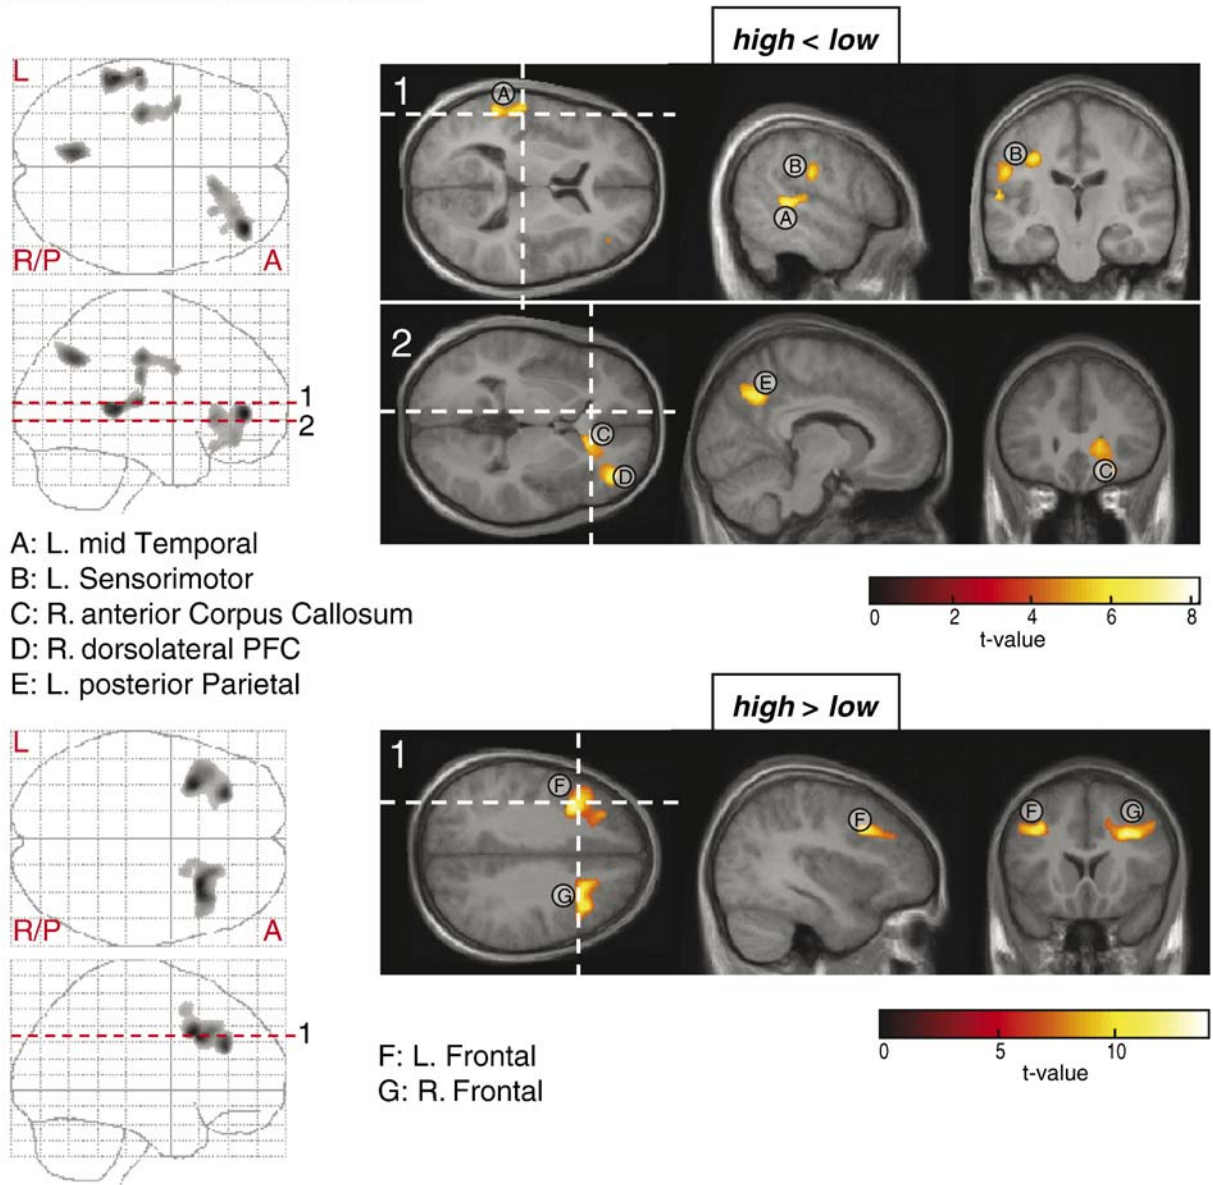 high < low
L
R/P A
1
2
1
A
B
A
B
2
C
D
E
C
A: L. mid Temporal
B: L. Sensorimotor
C: R. anterior Corpus Callosum
D: R. dorsolateral PFC
E: L. posterior Parietal
0 2 4 6 8
t-value
high > low
L
R/P A
1
1
F
G
F
F
G
F: L. Frontal
G: R. Frontal
0 5 10
t-value